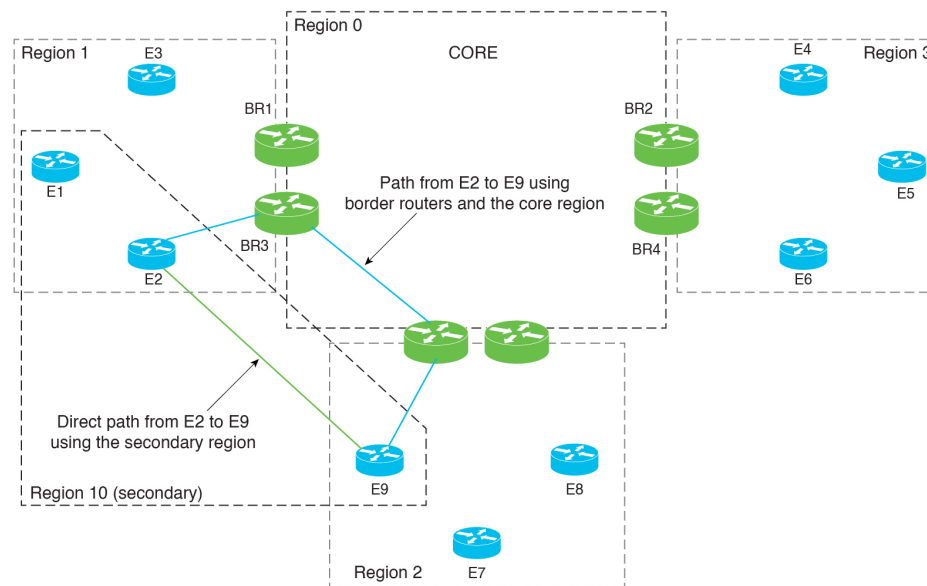 Region 0
Region 1
E3
CORE
E4
Region 3
BR1
BR2
E1
Path from E2 to E9 using
border routers and the core region
E5
BR3
BR4
E2
E6
Direct path from E2 to E9
using the secondary region
Region 10 (secondary)
E9
E8
Region 2
E7